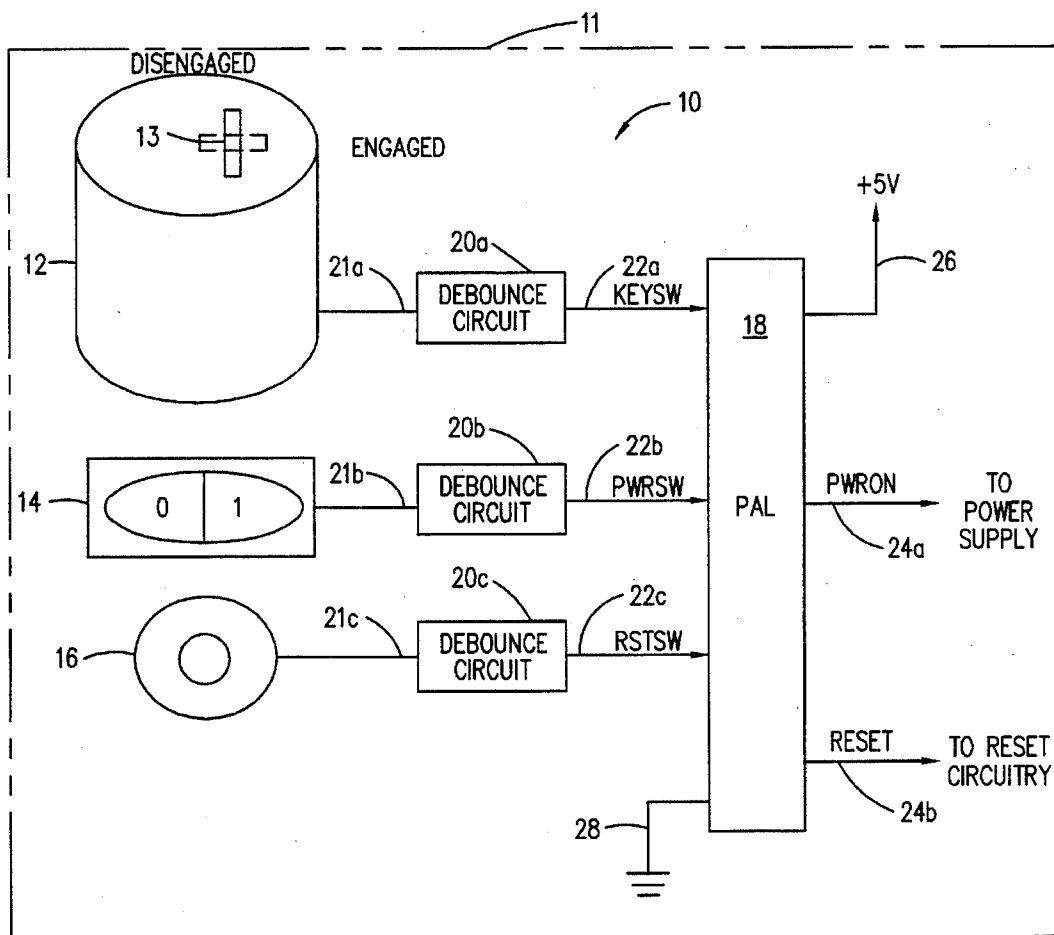 11
DISENGAGED
10
13
ENGAGED
+5V
12
21a
20a
22a
26
DEBOUNCE
CIRCUIT
KEYSW
18
14
0
1
21b
20b
22b
DEBOUNCE
CIRCUIT
PWRSW
PAL
PWRON
24a
TO
POWER
SUPPLY
16
21c
20c
22c
DEBOUNCE
CIRCUIT
RSTSW
RESET
24b
TO RESET
CIRCUITRY
28